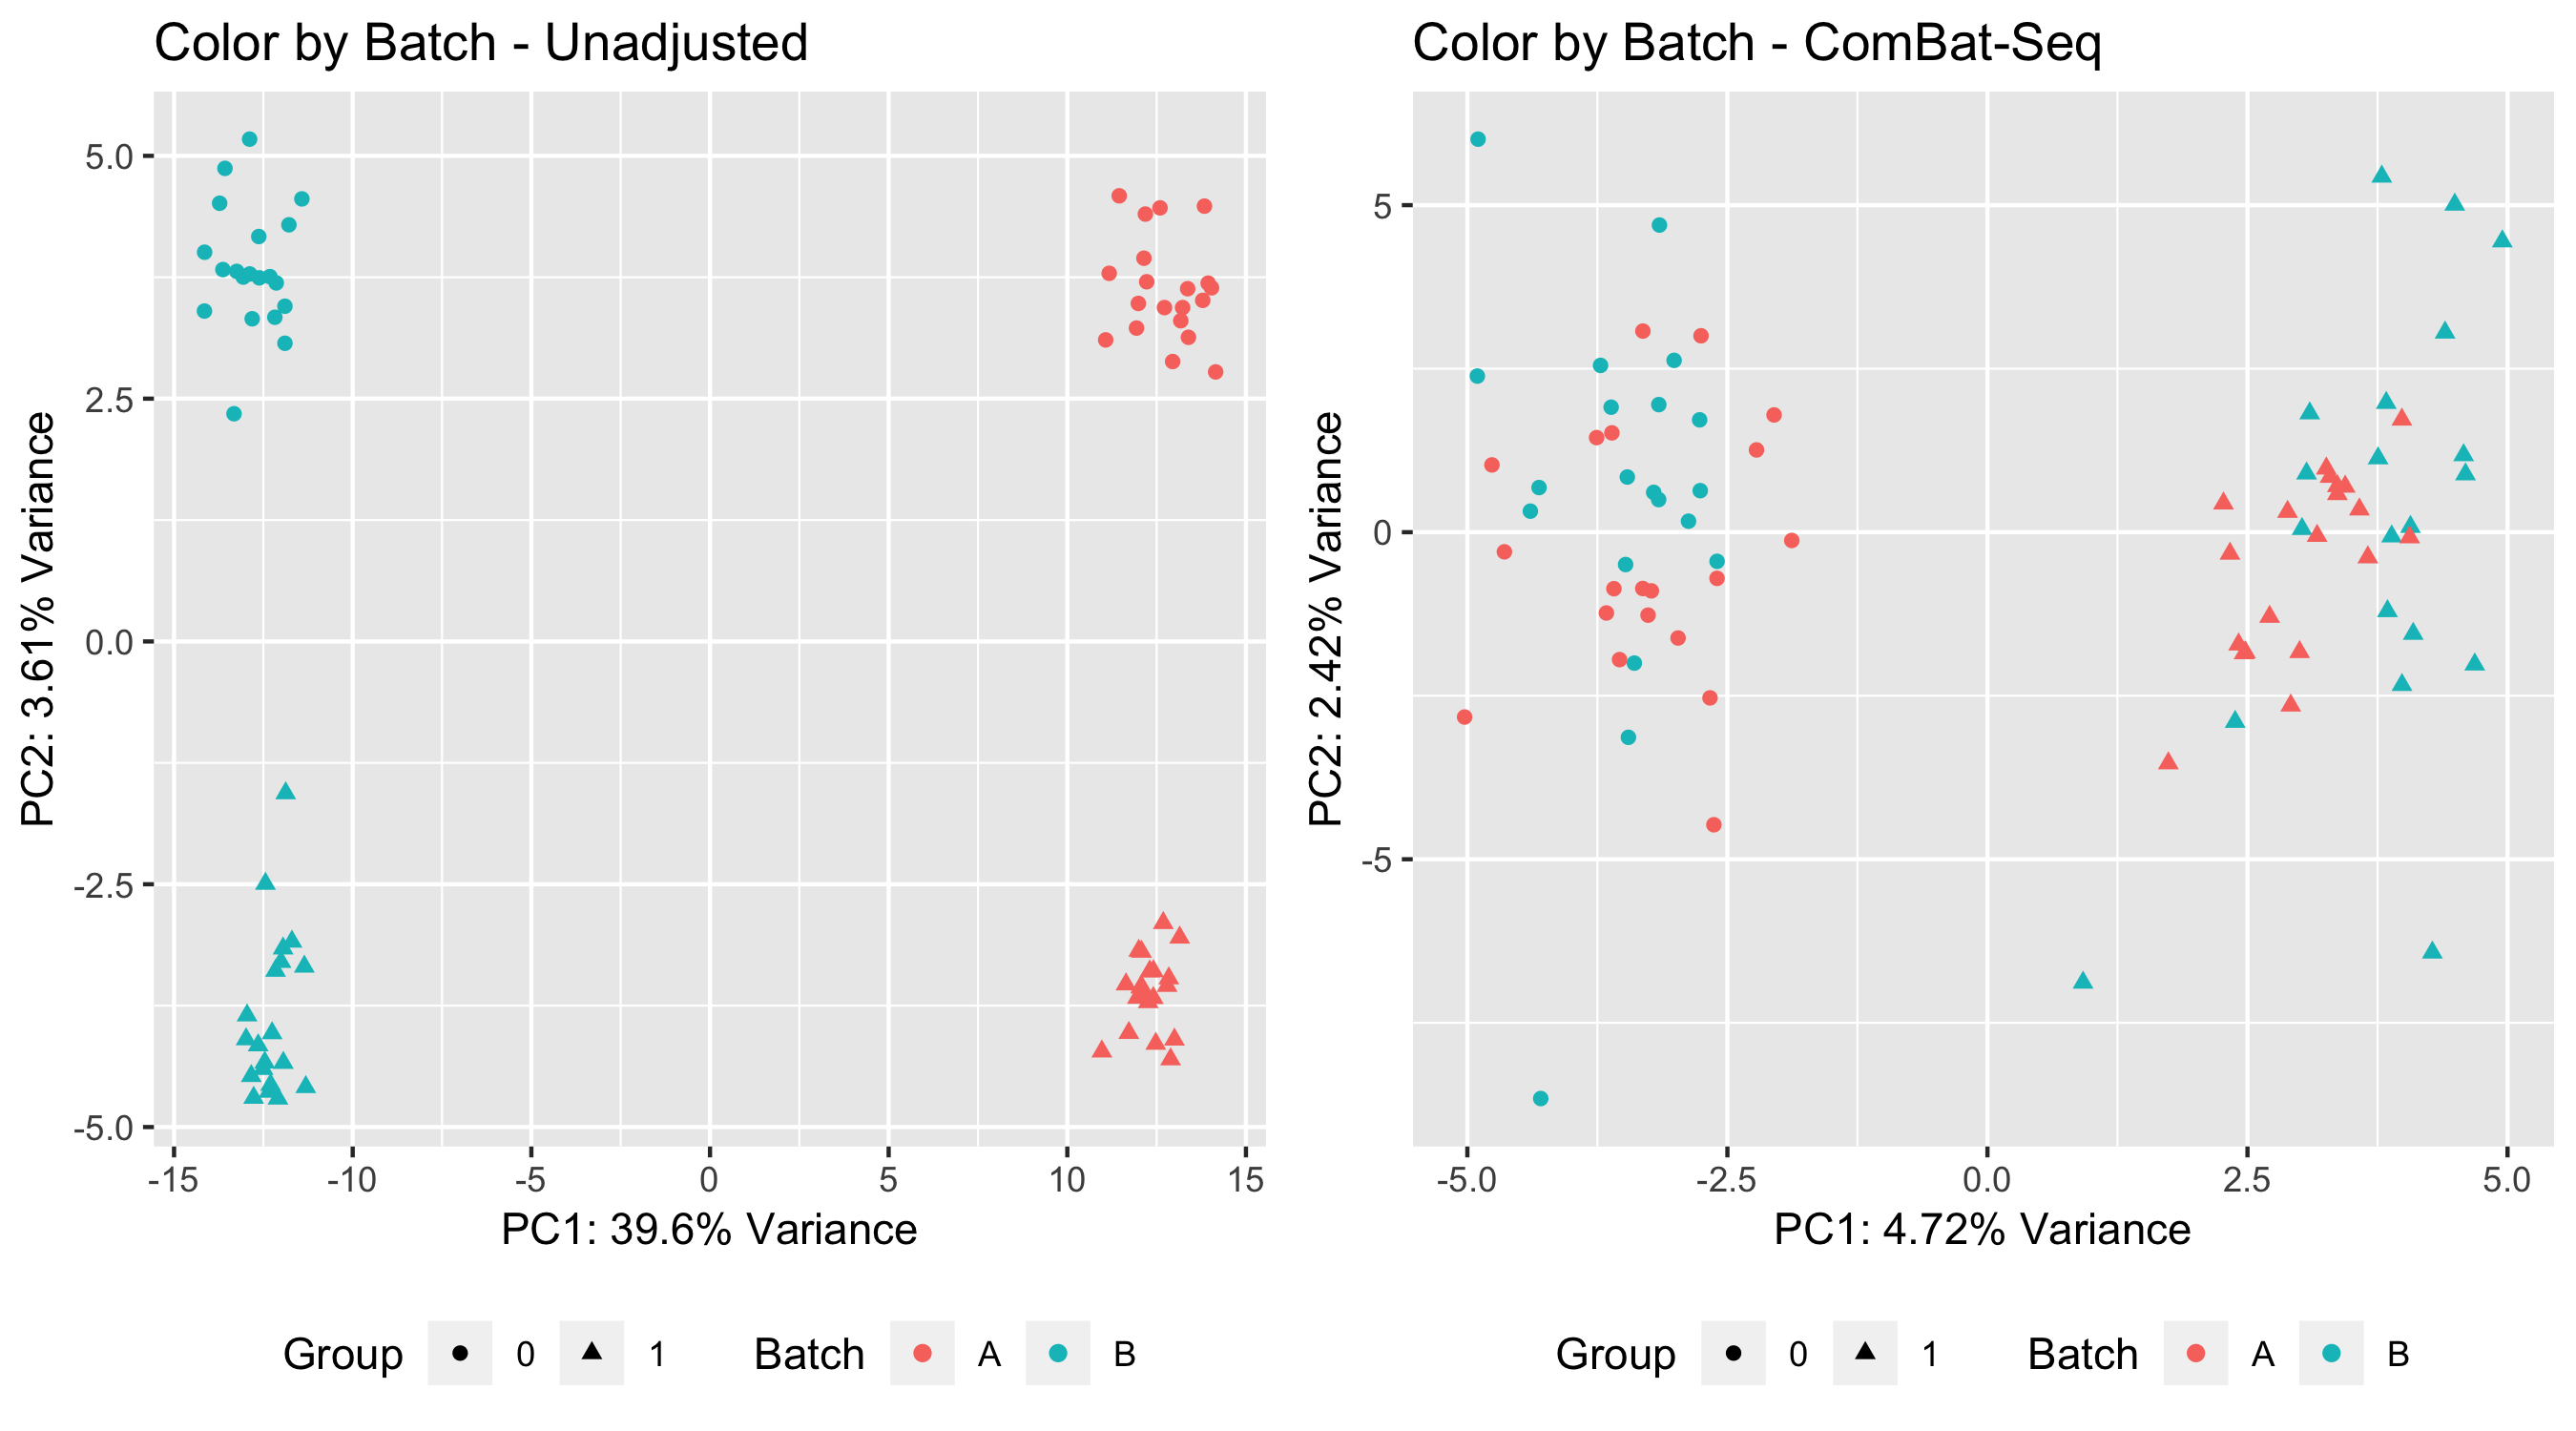 Color by Batch - Unadjusted
PC2: 3.61% Variance
5.0
2.5
0.0
-2.5
-5.0
-15 -10 -5 0 5 10 15
PC1: 39.6% Variance
Group 0 1 Batch A B
Color by Batch - ComBat-Seq
PC2: 2.42% Variance
5
0
-5
-5.0 -2.5 0.0 2.5 5.0
PC1: 4.72% Variance
Group 0 1 Batch A B